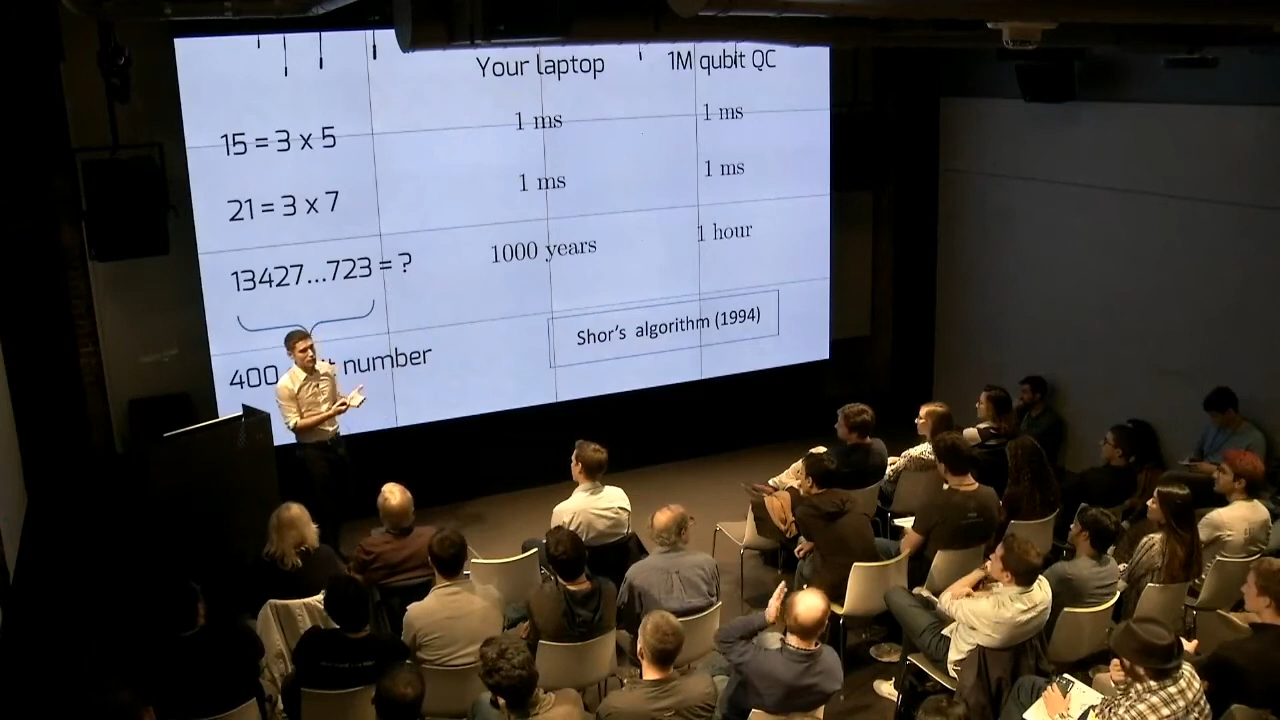 Your laptop 1M qubit QC
15 = 3 x 5 1 ms 1 ms
21 = 3 x 7 1 ms 1 ms
13427...723 = ? 1000 years 1 hour
Shor's algorithm (1994)
400 number